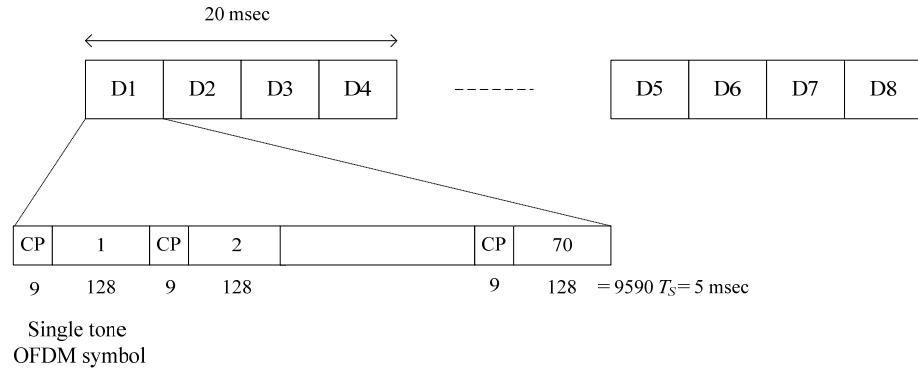 20 msec
D1 D2 D3 D4 D5 D6 D7 D8
CP 1 CP 2 CP 70
9 128 9 128 9 128 = 9590 T_S = 5 msec
Single tone
OFDM symbol